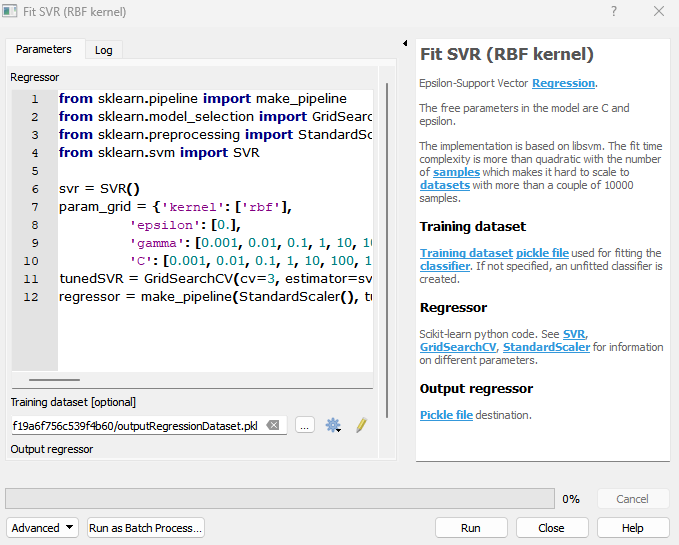 Fit SVR (RBF kernel)
?
Parameters
Log
Regressor
1 from sklearn.pipeline import make_pipeline
2 from sklearn.model_selection import GridSearch
3 from sklearn.preprocessing import StandardSca
4 from sklearn.svm import SVR
5
6 svr = SVR()
7 param_grid = {'kernel': ['rbf'],
8 'epsilon': [0.],
9 'gamma': [0.001, 0.01, 0.1, 1, 10, 10
10 'C': [0.001, 0.01, 0.1, 1, 10, 100, 1
11 tunedSVR = GridSearchCV(cv=3, estimator=sv
12 regressor = make_pipeline(StandardScaler(), tu
Training dataset [optional]
f19a6f756c539f4b60/outputRegressionDataset.pkl
...
Output regressor
Fit SVR (RBF kernel)
Epsilon-Support Vector Regression.
The free parameters in the model are C and
epsilon.
The implementation is based on libsvm. The fit time
complexity is more than quadratic with the number
of samples which makes it hard to scale to
datasets with more than a couple of 10000
samples.
Training dataset
Training dataset pickle file used for fitting the
classifier. If not specified, an unfitted classifier is
created.
Regressor
Scikit-learn python code. See SVR,
GridSearchCV, StandardScaler for information
on different parameters.
Output regressor
Pickle file destination.
0%
Cancel
Advanced
Run as Batch Process...
Run
Close
Help